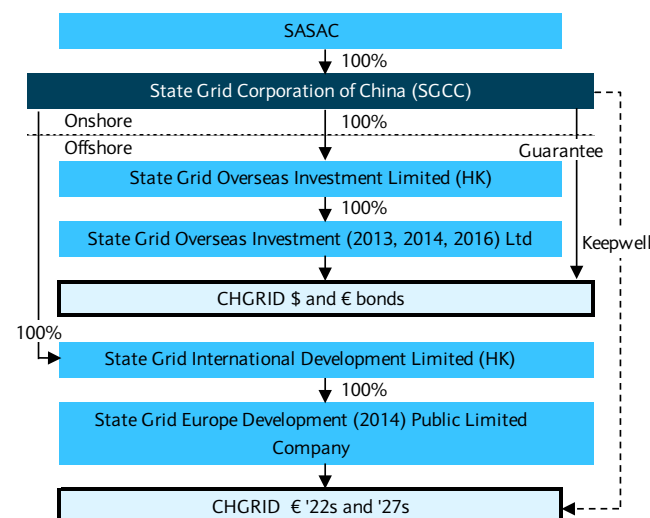 SASAC
100%
State Grid Corporation of China (SGCC)
Onshore
100%
Offshore
Guarantee
State Grid Overseas Investment Limited (HK)
100%
State Grid Overseas Investment (2013, 2014, 2016) Ltd
Keepwell
CHGRID $ and € bonds
100%
State Grid International Development Limited (HK)
100%
State Grid Europe Development (2014) Public Limited
Company
CHGRID € '22s and '27s